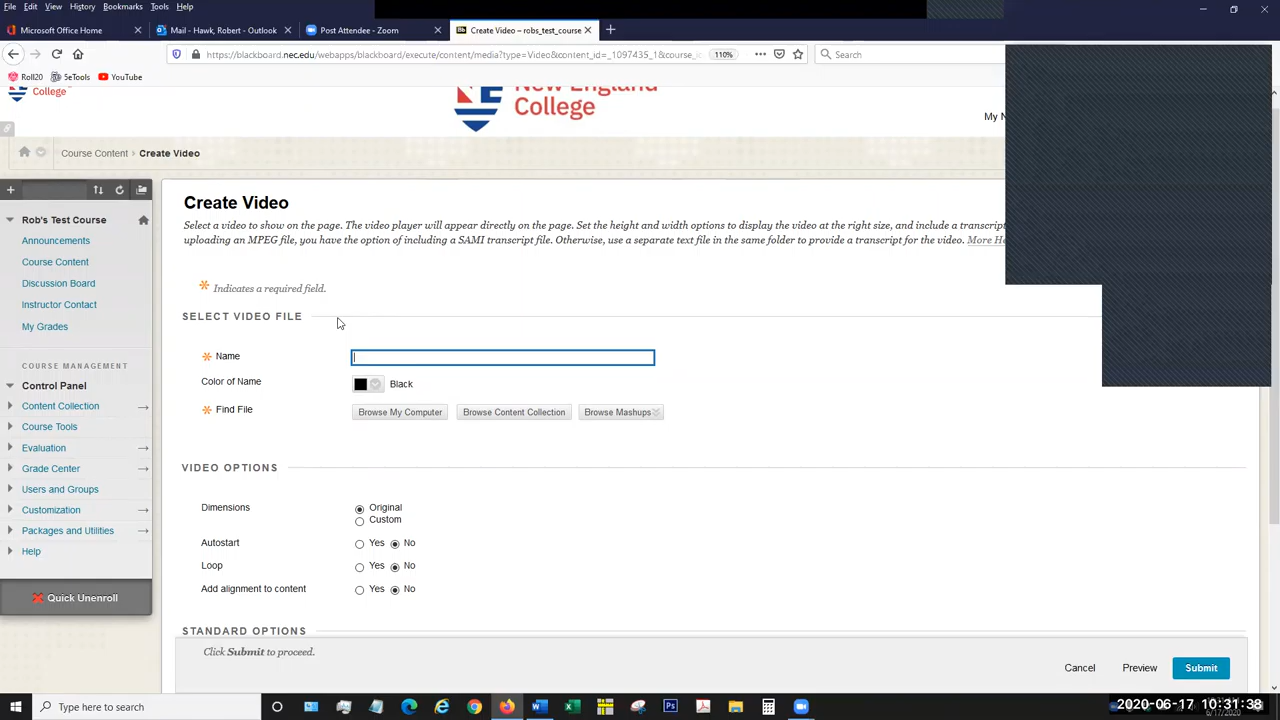 File Edit View History Bookmarks Tools Help
Microsoft Office Home
Mail - Hawk, Robert - Outlook
Post Attendee - Zoom
Create Video – robs_test_course
https://blackboard.nec.edu/webapps/blackboard/execute/content/media?type=Video&content_id=_1097435_1&course_i
110%
Search
Roll20
SeTools
YouTube
New England
College
College
My N
Course Content
Create Video
Rob's Test Course
Announcements
Course Content
Discussion Board
Instructor Contact
My Grades
COURSE MANAGEMENT
Control Panel
Content Collection
Course Tools
Evaluation
Grade Center
Users and Groups
Customization
Packages and Utilities
Help
Quick Unenroll
Create Video
Select a video to show on the page. The video player will appear directly on the page. Set the height and width options to display the video at the right size, and include a transcrip
uploading an MPEG file, you have the option of including a SAMI transcript file. Otherwise, use a separate text file in the same folder to provide a transcript for the video. More He
Indicates a required field.
SELECT VIDEO FILE
Name
Color of Name
Black
Find File
Browse My Computer
Browse Content Collection
Browse Mashups
VIDEO OPTIONS
Dimensions
Original
Custom
Autostart
Yes No
Loop
Yes No
Add alignment to content
Yes No
STANDARD OPTIONS
Click Submit to proceed.
Cancel
Preview
Submit
Type here to search
2020-06-17 10:31:38